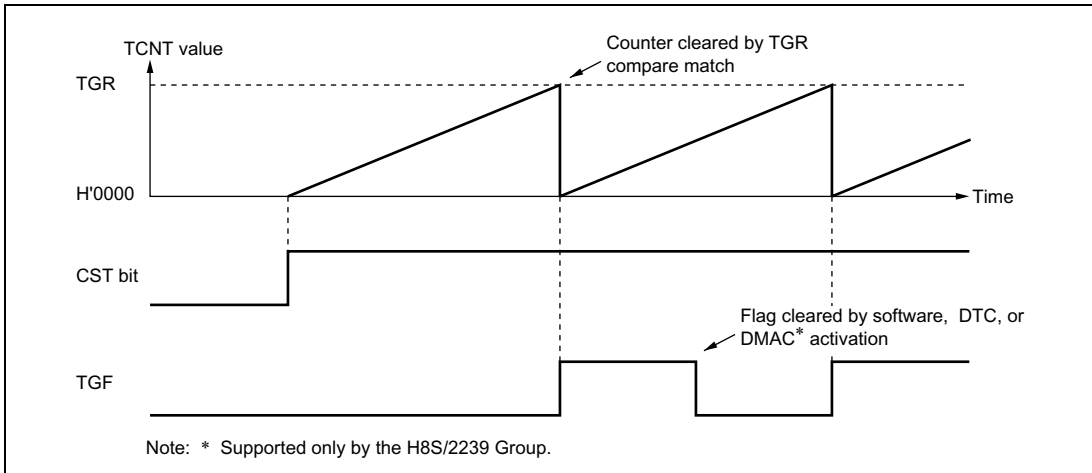 TCNT value
Counter cleared by TGR
compare match
TGR
H'0000
Time
CST bit
Flag cleared by software, DTC, or
DMAC* activation
TGF
Note: * Supported only by the H8S/2239 Group.